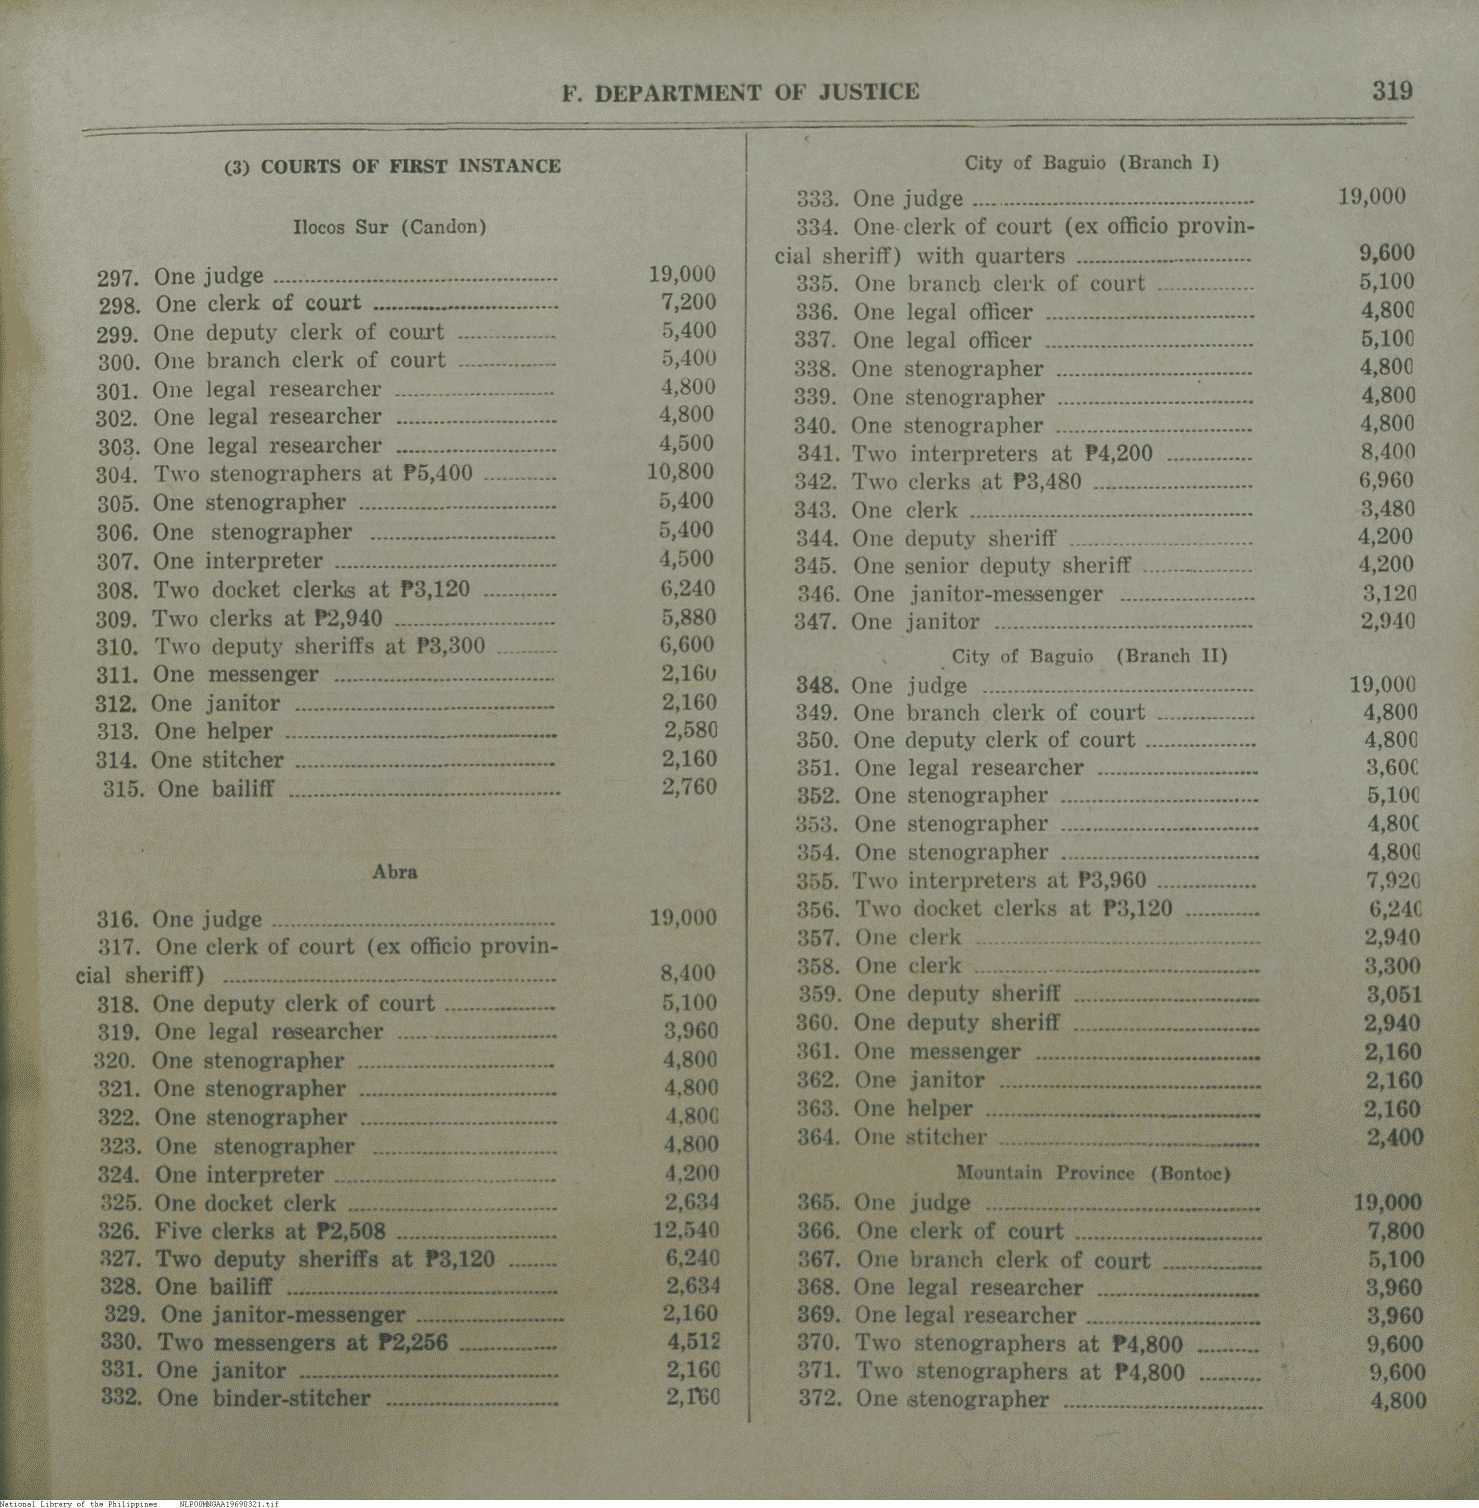 F. DEPARTMENT OF JUSTICE 319
(3) COURTS OF FIRST INSTANCE
Ilocos Sur (Candon)
297. One judge ........ 19,000
298. One clerk of court ........ 7,200
299. One deputy clerk of court ........ 5,400
300. One branch clerk of court ........ 5,400
301. One legal researcher ........ 4,800
302. One legal researcher ........ 4,800
303. One legal researcher ........ 4,500
304. Two stenographers at ₱5,400 ........ 10,800
305. One stenographer ........ 5,400
306. One stenographer ........ 5,400
307. One interpreter ........ 4,500
308. Two docket clerks at ₱3,120 ........ 6,240
309. Two clerks at ₱2,940 ........ 5,880
310. Two deputy sheriffs at ₱3,300 ........ 6,600
311. One messenger ........ 2,160
312. One janitor ........ 2,160
313. One helper ........ 2,580
314. One stitcher ........ 2,160
315. One bailiff ........ 2,760
Abra
316. One judge ........ 19,000
317. One clerk of court (ex officio provin-
cial sheriff) ........ 8,400
318. One deputy clerk of court ........ 5,100
319. One legal researcher ........ 3,960
320. One stenographer ........ 4,800
321. One stenographer ........ 4,800
322. One stenographer ........ 4,800
323. One stenographer ........ 4,800
324. One interpreter ........ 4,200
325. One docket clerk ........ 2,634
326. Five clerks at ₱2,508 ........ 12,540
327. Two deputy sheriffs at ₱3,120 ........ 6,240
328. One bailiff ........ 2,634
329. One janitor-messenger ........ 2,160
330. Two messengers at ₱2,256 ........ 4,512
331. One janitor ........ 2,160
332. One binder-stitcher ........ 2,160
City of Baguio (Branch I)
333. One judge ........ 19,000
334. One clerk of court (ex officio provin-
cial sheriff) with quarters ........ 9,600
335. One branch clerk of court ........ 5,100
336. One legal officer ........ 4,800
337. One legal officer ........ 5,100
338. One stenographer ........ 4,800
339. One stenographer ........ 4,800
340. One stenographer ........ 4,800
341. Two interpreters at ₱4,200 ........ 8,400
342. Two clerks at ₱3,480 ........ 6,960
343. One clerk ........ 3,480
344. One deputy sheriff ........ 4,200
345. One senior deputy sheriff ........ 4,200
346. One janitor-messenger ........ 3,120
347. One janitor ........ 2,940
City of Baguio (Branch II)
348. One judge ........ 19,000
349. One branch clerk of court ........ 4,800
350. One deputy clerk of court ........ 4,800
351. One legal researcher ........ 3,600
352. One stenographer ........ 5,100
353. One stenographer ........ 4,800
354. One stenographer ........ 4,800
355. Two interpreters at ₱3,960 ........ 7,920
356. Two docket clerks at ₱3,120 ........ 6,240
357. One clerk ........ 2,940
358. One clerk ........ 3,300
359. One deputy sheriff ........ 3,051
360. One deputy sheriff ........ 2,940
361. One messenger ........ 2,160
362. One janitor ........ 2,160
363. One helper ........ 2,160
364. One stitcher ........ 2,400
Mountain Province (Bontoc)
365. One judge ........ 19,000
366. One clerk of court ........ 7,800
367. One branch clerk of court ........ 5,100
368. One legal researcher ........ 3,960
369. One legal researcher ........ 3,960
370. Two stenographers at ₱4,800 ........ 9,600
371. Two stenographers at ₱4,800 ........ 9,600
372. One stenographer ........ 4,800
National Library of the Philippines NLPOOMNGAA19690321.tif